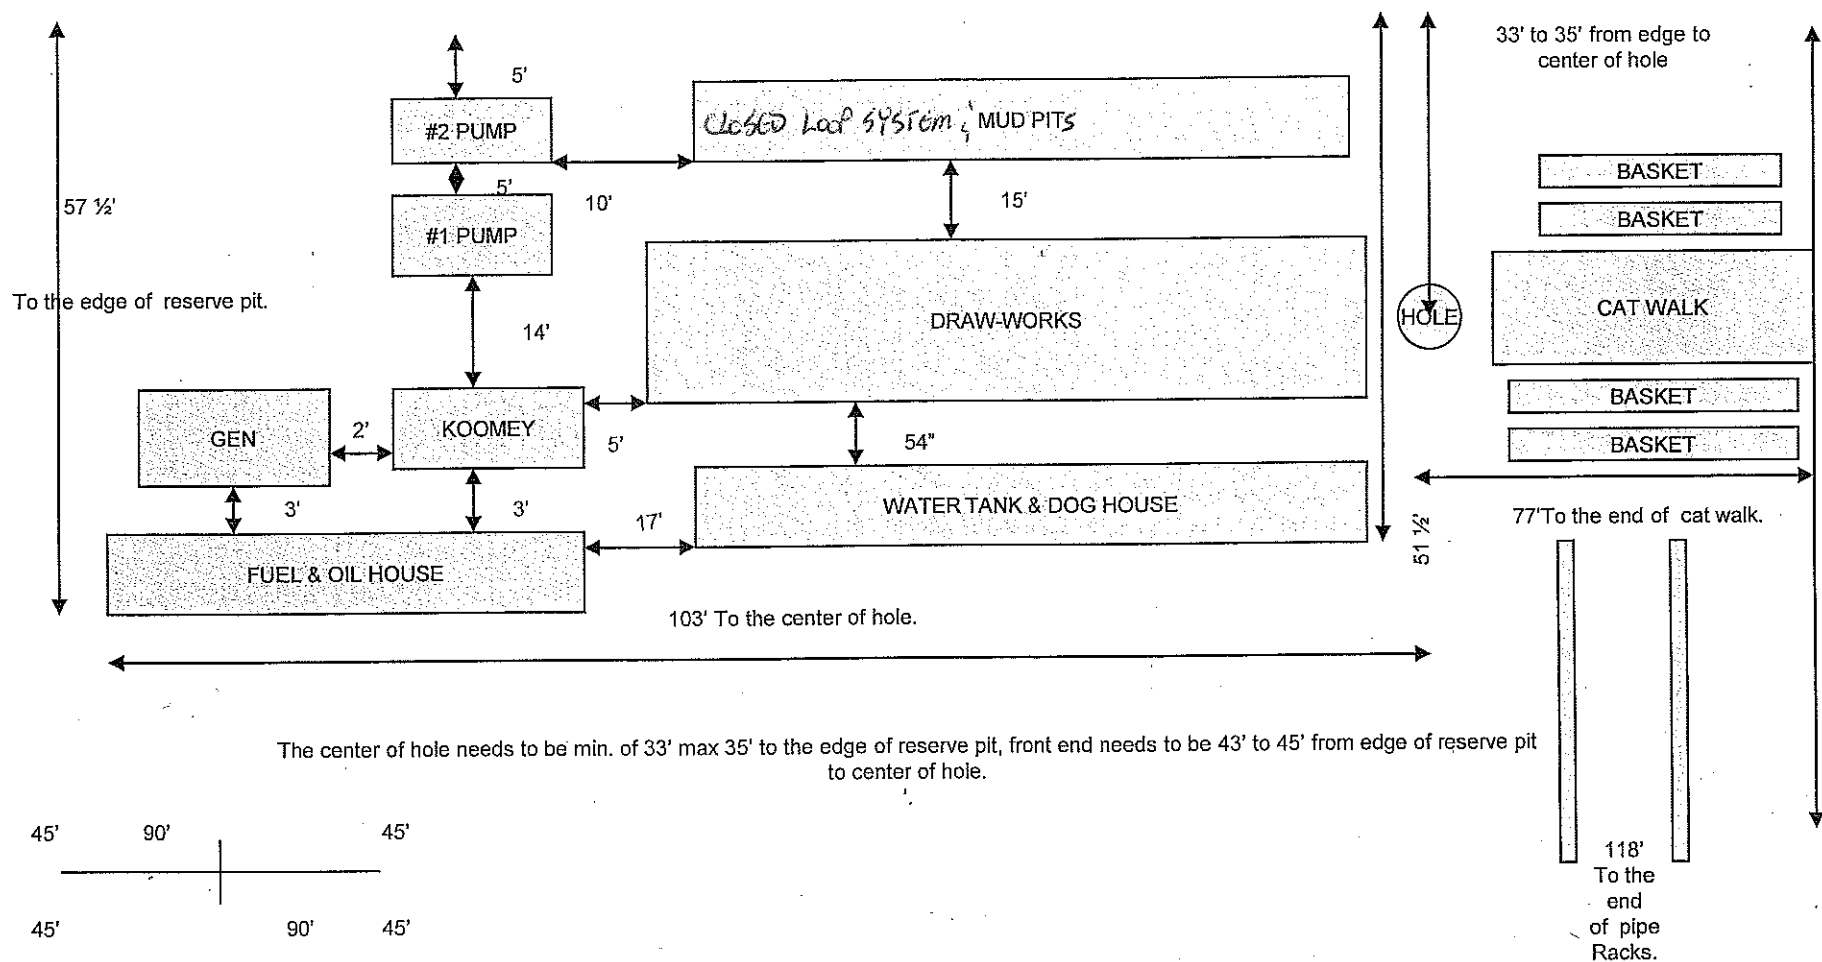 33' to 35' from edge to
center of hole
5'
#2 PUMP
CLOSED LOOP SYSTEM & MUD PITS
BASKET
5'
10'
15'
57 ½'
BASKET
#1 PUMP
To the edge of reserve pit.
14'
DRAW-WORKS
HOLE
CAT WALK
BASKET
GEN
2'
KOOMEY
5'
54"
BASKET
3'
3'
17'
WATER TANK & DOG HOUSE
51 ½'
77'To the end of cat walk.
FUEL & OIL HOUSE
103' To the center of hole.
The center of hole needs to be min. of 33' max 35' to the edge of reserve pit, front end needs to be 43' to 45' from edge of reserve pit
to center of hole.
45'
90'
45'
45'
90'
45'
118'
To the
end
of pipe
Racks.